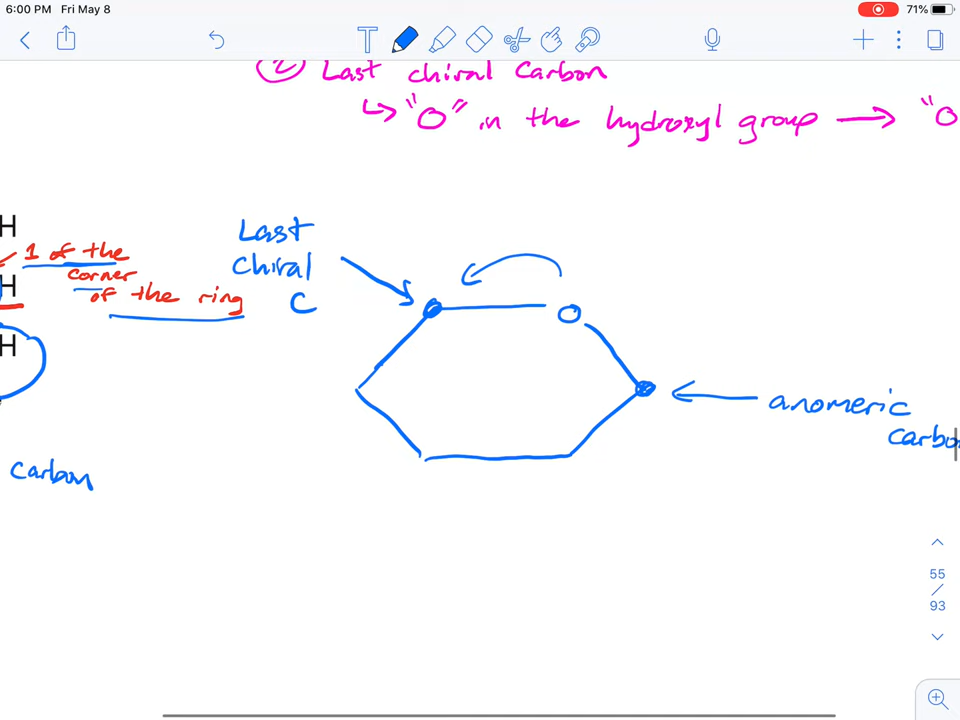 6:00 PM Fri May 8
71%
T
② Last chiral Carbon
↳ "O" in the hydroxyl group → "O
H
1 of the
corner
H
of the ring
H
Last
Chiral
C
O
anomeric
carbo
Carbon
55
/
93